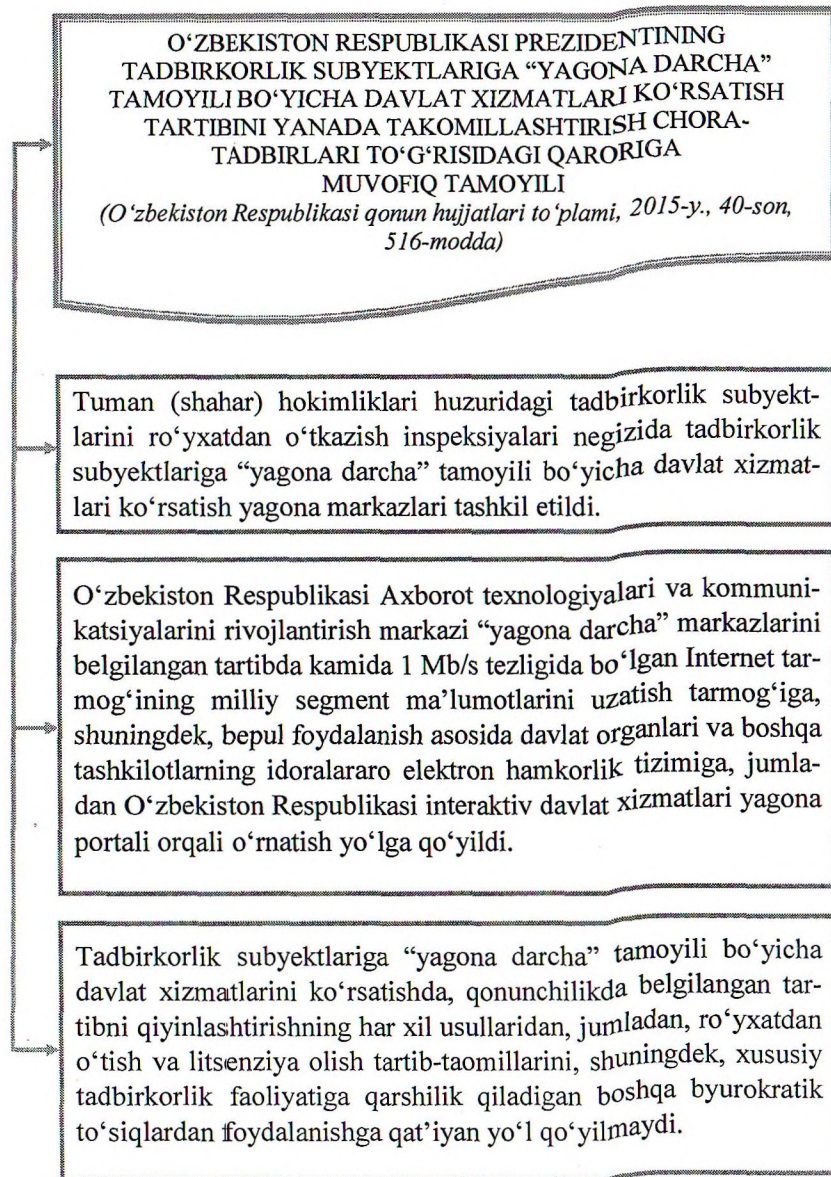 O‘ZBEKISTON RESPUBLIKASI PREZIDENTINING
TADBIRKORLIK SUBYEKTLARIGA “YAGONA DARCHA”
TAMOYILI BO‘YICHA DAVLAT XIZMATLARI KO‘RSATISH
TARTIBINI YANADA TAKOMILLASHTIRISH CHORA-
TADBIRLARI TO‘G‘RISIDAGI QARORIGA
MUVOFIQ TAMOYILI
(O‘zbekiston Respublikasi qonun hujjatlari to‘plami, 2015-y., 40-son,
516-modda)
Tuman (shahar) hokimliklari huzuridagi tadbirkorlik subyekt-
larini ro‘yxatdan o‘tkazish inspeksiyalari negizida tadbirkorlik
subyektlariga “yagona darcha” tamoyili bo‘yicha davlat xizmat-
lari ko‘rsatish yagona markazlari tashkil etildi.
O‘zbekiston Respublikasi Axborot texnologiyalari va kommuni-
katsiyalarini rivojlantirish markazi “yagona darcha” markazlarini
belgilangan tartibda kamida 1 Mb/s tezligida bo‘lgan Internet tar-
mog‘ining milliy segment ma’lumotlarini uzatish tarmog‘iga,
shuningdek, bepul foydalanish asosida davlat organlari va boshqa
tashkilotlarning idoralararo elektron hamkorlik tizimiga, jumla-
dan O‘zbekiston Respublikasi interaktiv davlat xizmatlari yagona
portali orqali o‘rnatish yo‘lga qo‘yildi.
Tadbirkorlik subyektlariga “yagona darcha” tamoyili bo‘yicha
davlat xizmatlarini ko‘rsatishda, qonunchilikda belgilangan tar-
tibni qiyinlashtirishning har xil usullaridan, jumladan, ro‘yxatdan
o‘tish va litsenziya olish tartib-taomillarini, shuningdek, xususiy
tadbirkorlik faoliyatiga qarshilik qiladigan boshqa byurokratik
to‘siqlardan foydalanishga qat’iyan yo‘l qo‘yilmaydi.